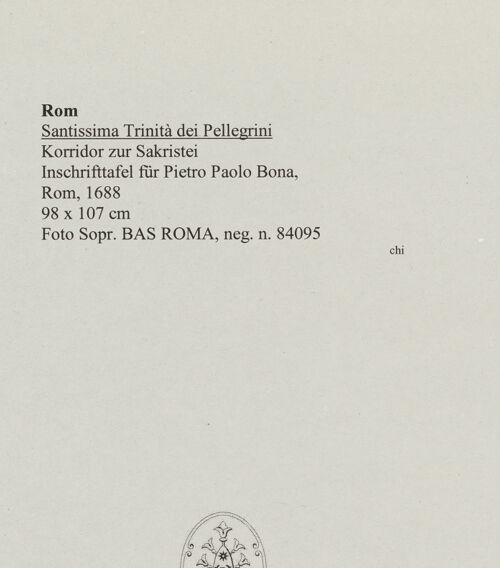 Rom
Santissima Trinità dei Pellegrini
Korridor zur Sakristei
Inschrifttafel für Pietro Paolo Bona,
Rom, 1688
98 x 107 cm
Foto Sopr. BAS ROMA, neg. n. 84095
chi